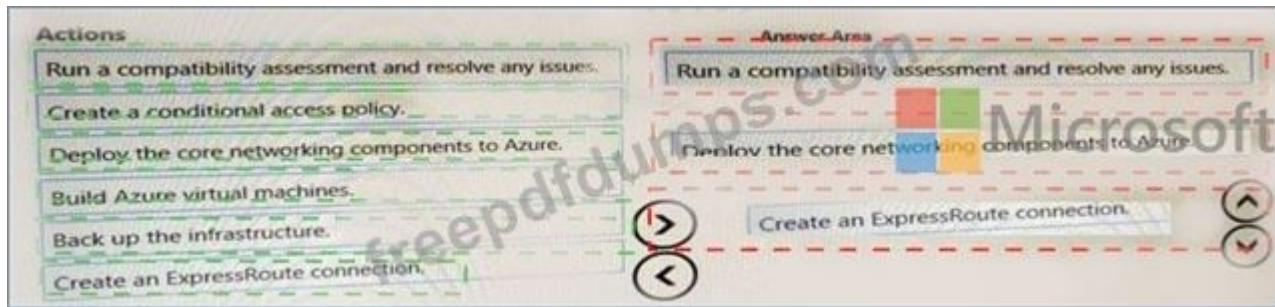 Actions
Run a compatibility assessment and resolve any issues.
Create a conditional access policy.
Deploy the core networking components to Azure.
Build Azure virtual machines.
Back up the infrastructure.
Create an ExpressRoute connection.
Answer Area
Run a compatibility assessment and resolve any issues.
Deploy the core networking components to Azure.
Create an ExpressRoute connection.
Microsoft
freepdfdumps.com